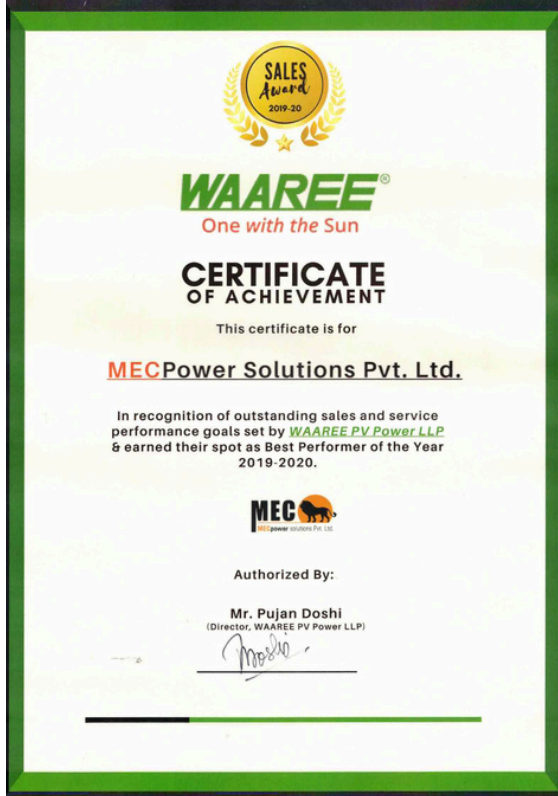 SALES
Award
2019-20
WAAREE®
One with the Sun
CERTIFICATE
OF ACHIEVEMENT
This certificate is for
MECPower Solutions Pvt. Ltd.
In recognition of outstanding sales and service
performance goals set by WAAREE PV Power LLP
& earned their spot as Best Performer of the Year
2019-2020.
MEC
MECpower solutions Pvt. Ltd.
Authorized By:
Mr. Pujan Doshi
(Director, WAAREE PV Power LLP)